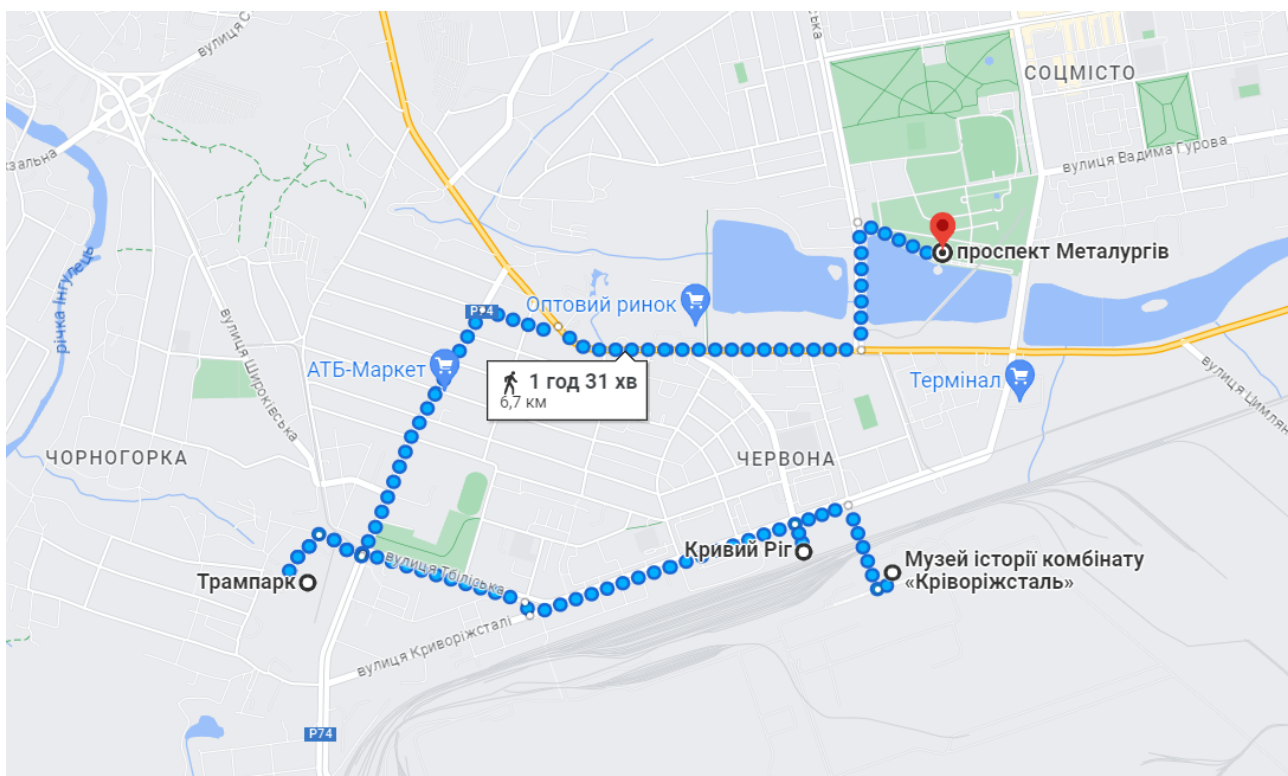 вулиця С
ська
СОЦМІСТО
кзальна
вулиця Вадима Гурова
проспект Металургів
річка Інгулець
Оптовий ринок
P74
вулиця Широківська
АТБ-Маркет
1 год 31 хв
6,7 км
Термінал
вулиця Цимлян
ЧОРНОГОРКА
ЧЕРВОНА
Кривий Ріг
Музей історії комбінату
«Кріворіжсталь»
Трампарк
вулиця Тбіліська
вулиця Криворіжсталі
P74